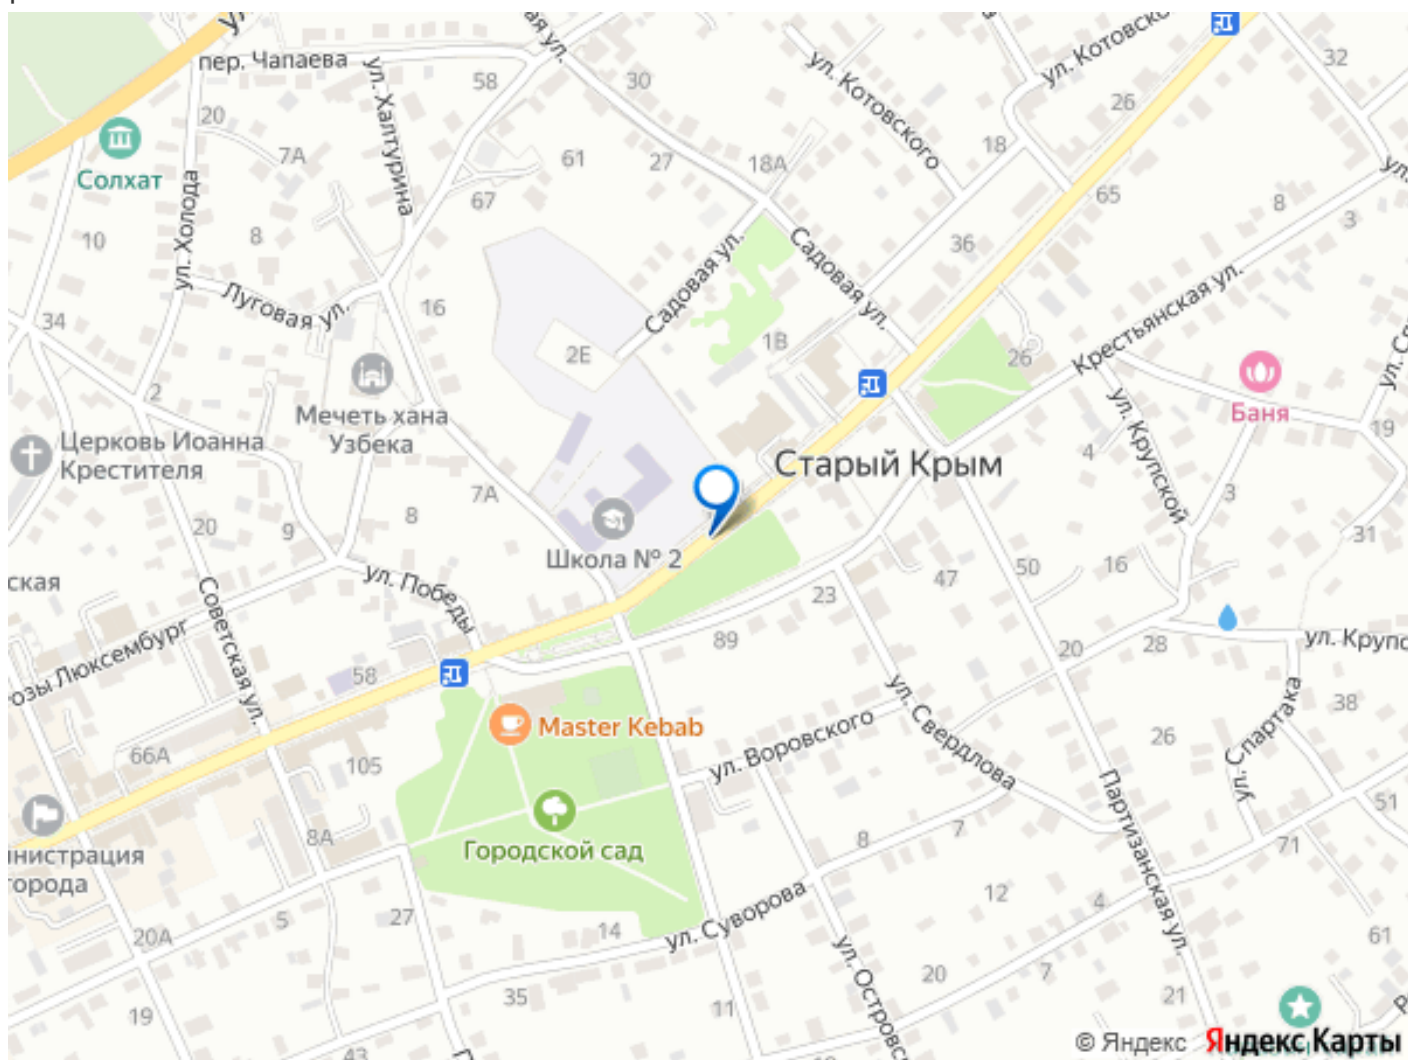 пер. Чапаева
58
30
ул. Котовского
32
26
20
ул. Халтурина
7А
61
27
18А
ул. Котовского
18
Солхат
ул. Холода
67
65
8
3
10
8
36
Садовая ул.
Садовая ул.
Луговая ул.
16
34
2Е
1В
26
Крестьянская ул.
2
Мечеть хана
Узбека
Баня
ул. Крупской
19
Церковь Иоанна
Крестителя
Старый Крым
4
7А
3
20
9
8
31
Школа № 2
ская
ул. Победы
47
50
16
23
Советская ул.
89
20
28
ул. Крупс
озы Люксембург
58
ул. Свердлова
38
Master Kebab
ул. Воровского
26
ул. Спартака
66А
105
Партизанская ул.
51
8А
8
7
71
нистрация
города
Городской сад
5
27
12
4
20А
14
ул. Суворова
61
ул. Островс
20
7
35
11
21
19
43
13
8
© Яндекс
Яндекс Карты